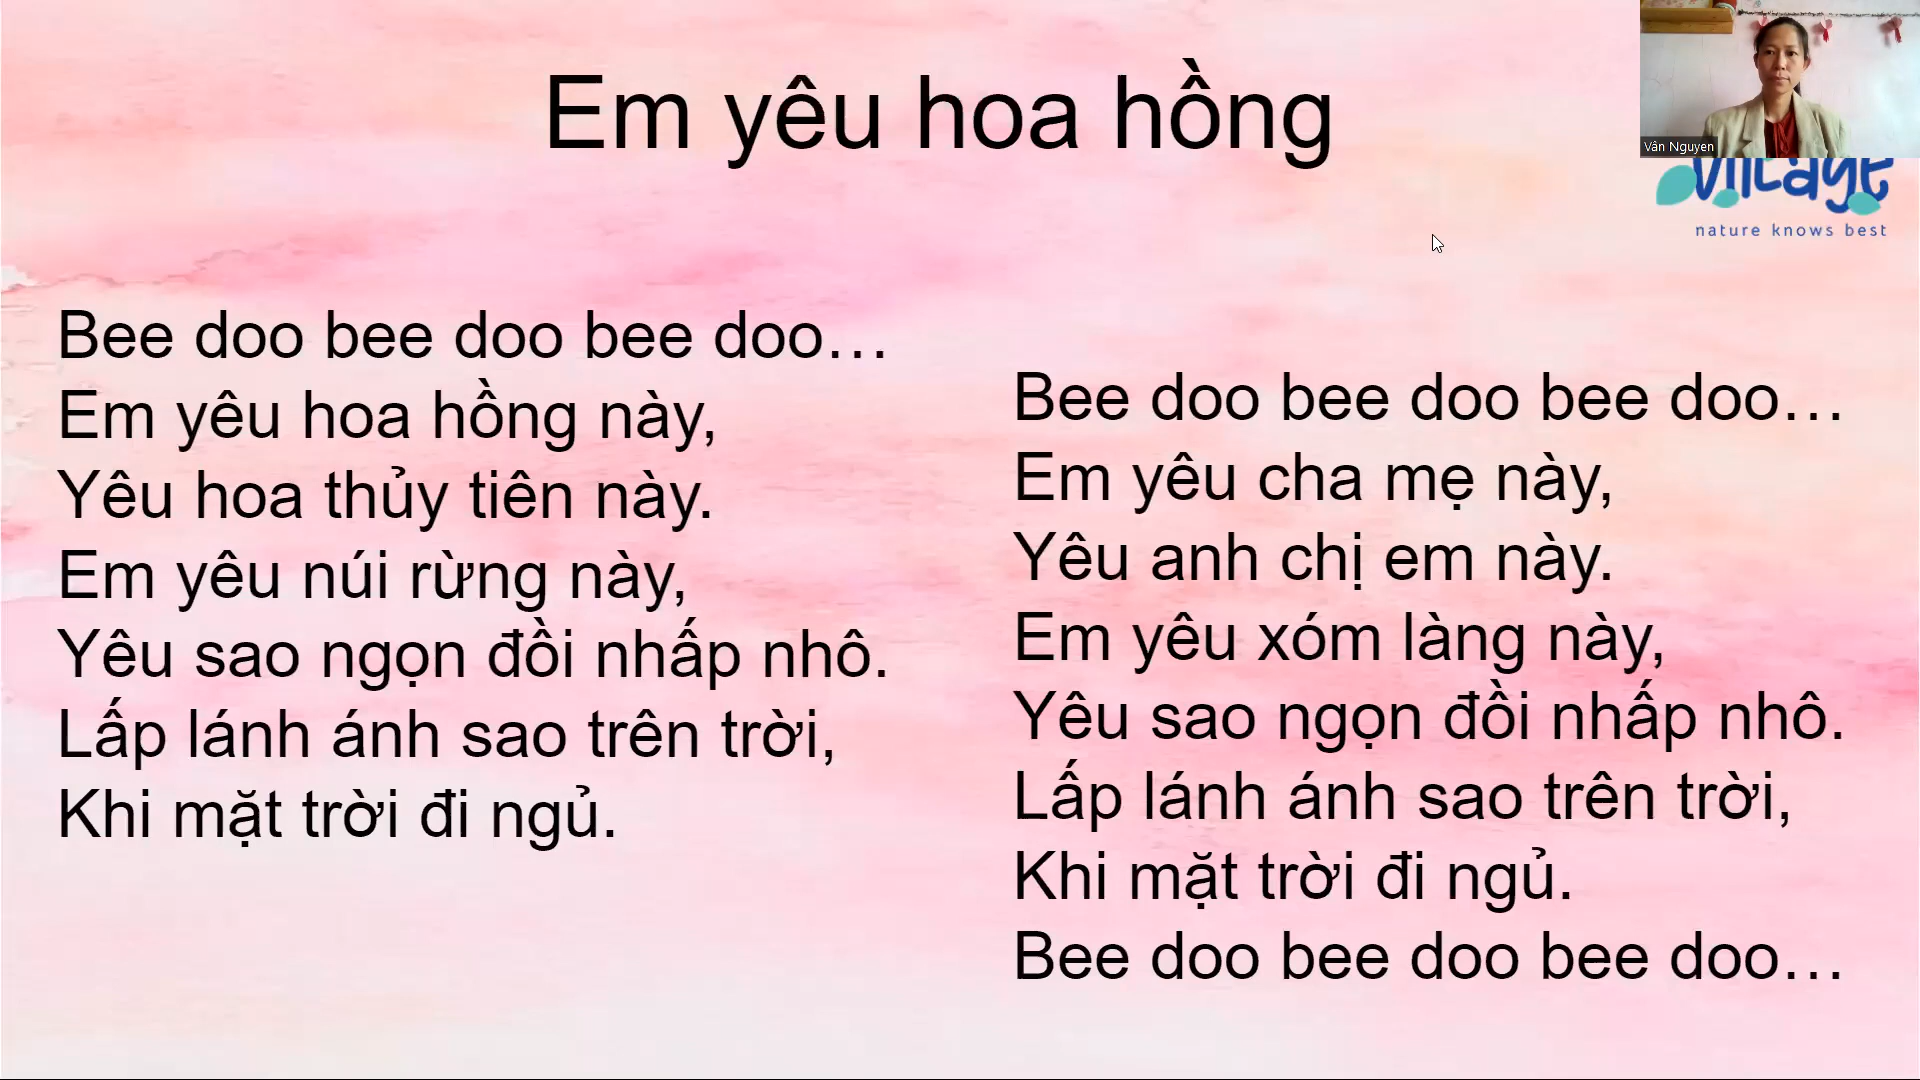 Em yêu hoa hồng
Vân Nguyen
village
nature knows best
Bee doo bee doo bee doo…
Em yêu hoa hồng này,
Yêu hoa thủy tiên này.
Em yêu núi rừng này,
Yêu sao ngọn đồi nhấp nhô.
Lấp lánh ánh sao trên trời,
Khi mặt trời đi ngủ.
Bee doo bee doo bee doo…
Em yêu cha mẹ này,
Yêu anh chị em này.
Em yêu xóm làng này,
Yêu sao ngọn đồi nhấp nhô.
Lấp lánh ánh sao trên trời,
Khi mặt trời đi ngủ.
Bee doo bee doo bee doo…